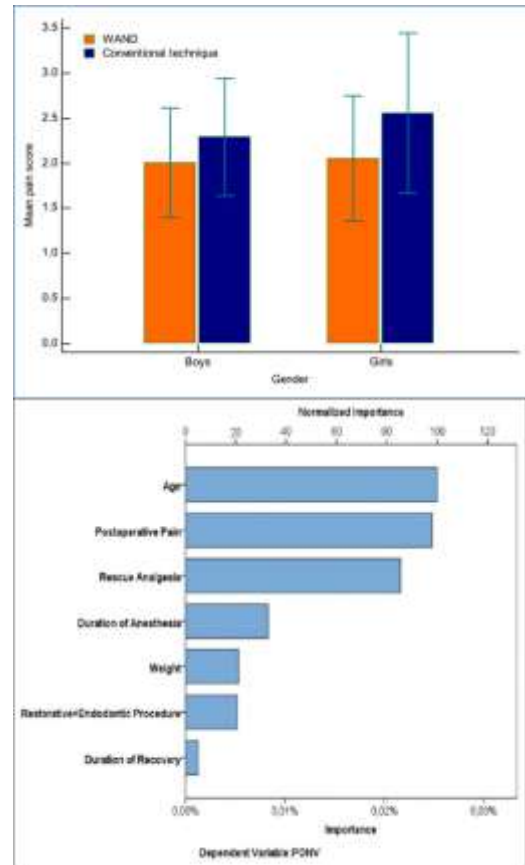 3.5
WAND
Conventional technique
3.0
2.5
2.0
1.5
1.0
0.5
0.0
Mean pain score
Boys Girls
Gender
Normalized Importance
0 20 40 60 80 100 120
Age
Postoperative Pain
Rescue Analgesia
Duration of Anesthesia
Weight
Restorative+Endodontic Procedure
Duration of Recovery
0,00% 0,01% 0,02% 0,03%
Importance
Dependent Variable:PONV